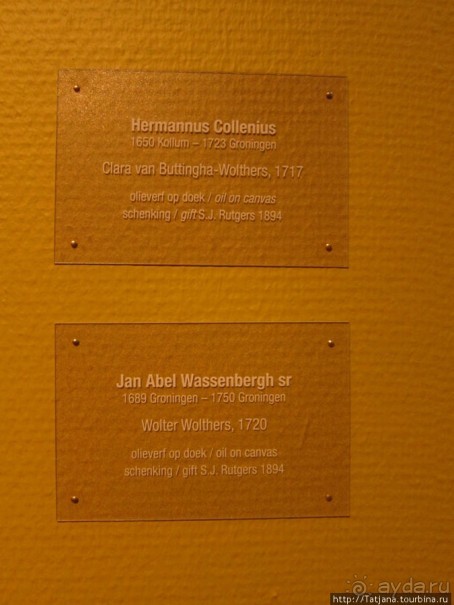 Hermannus Collenius
1650 Kollum – 1723 Groningen
Clara van Buttingha-Wolthers, 1717
olieverf op doek / oil on canvas
schenking / gift S.J. Rutgers 1894
Jan Abel Wassenbergh sr
1689 Groningen – 1750 Groningen
Wolter Wolthers, 1720
olieverf op doek / oil on canvas
schenking / gift S.J. Rutgers 1894
ayda.ru
http://Tatjana.tourbina.ru